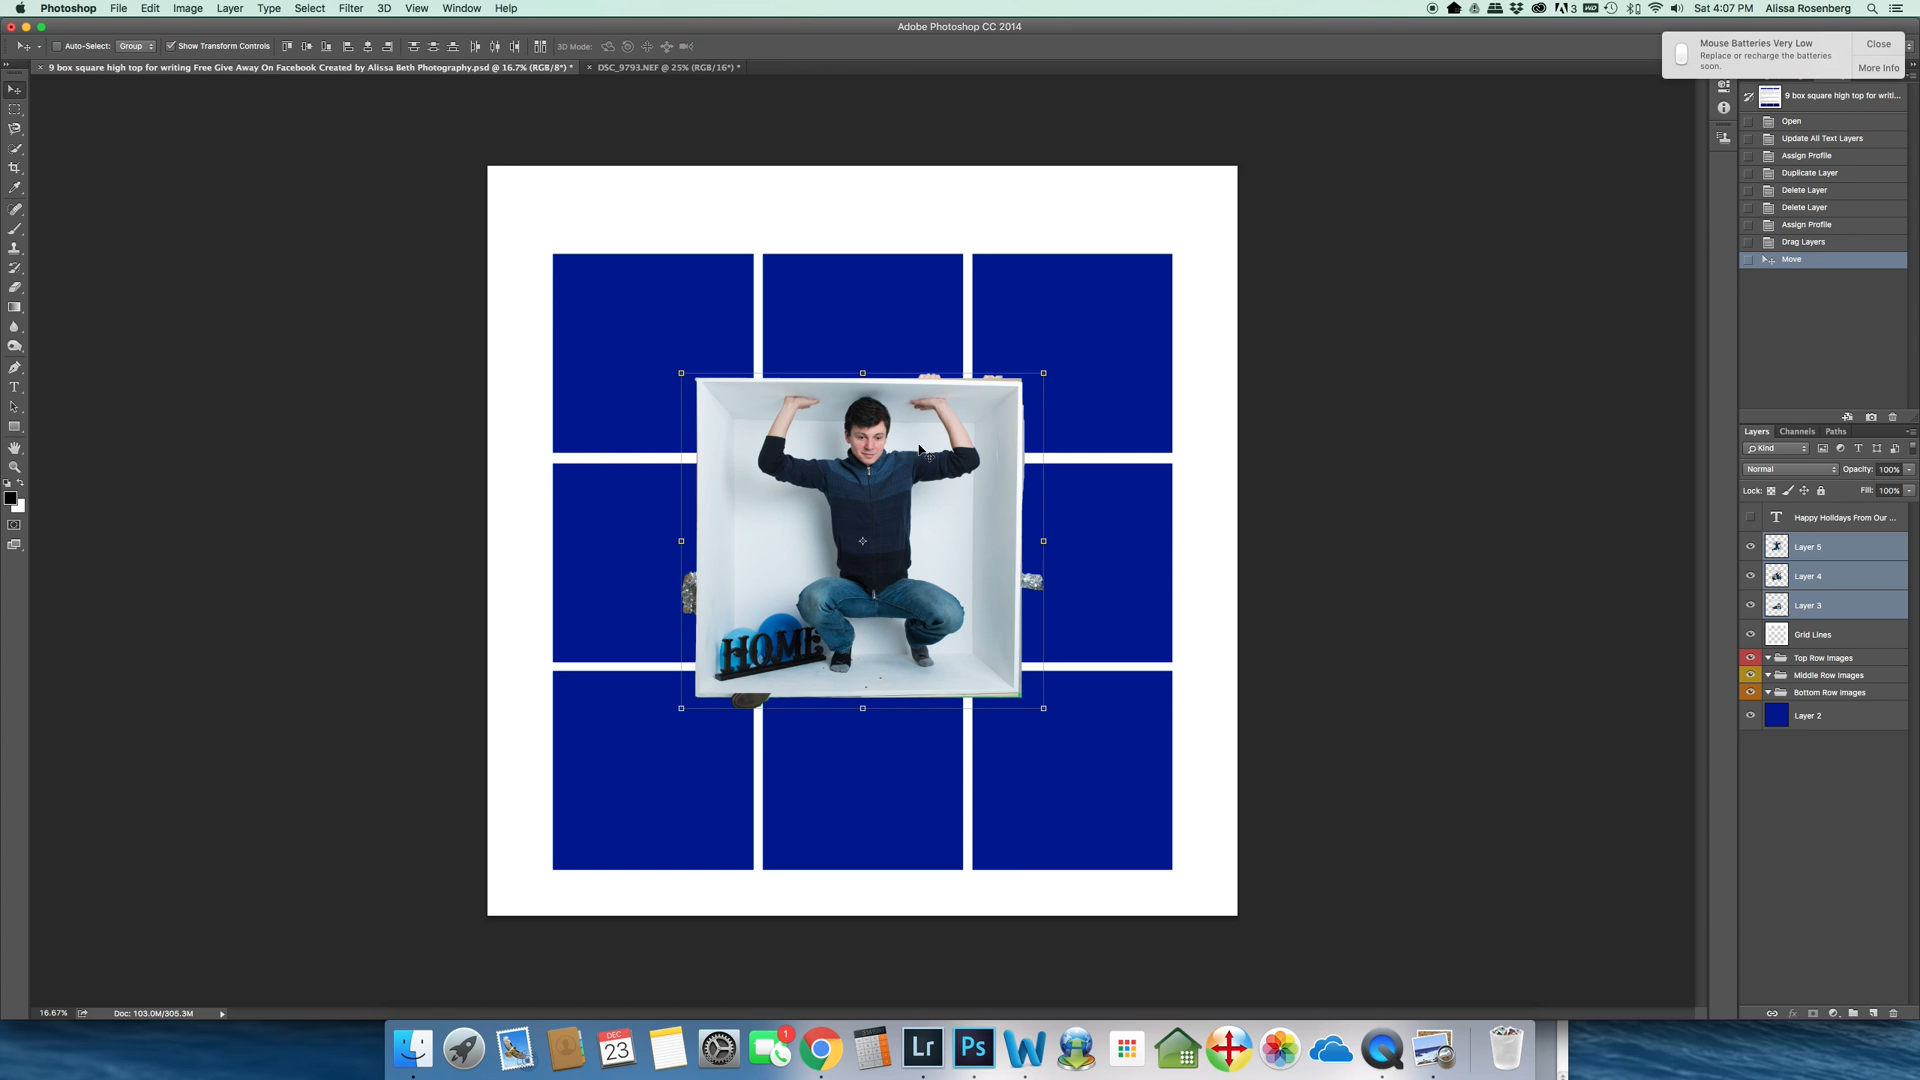 Photoshop File Edit Image Layer Type Select Filter 3D View Window Help
3 Sat 4:07 PM Alissa Rosenberg
Adobe Photoshop CC 2014
Auto-Select: Group Show Transform Controls 3D Mode:
Mouse Batteries Very Low
Replace or recharge the batteries
soon.
Close
More Info
× 9 box square high top for writing Free Give Away On Facebook Created by Alissa Beth Photography.psd @ 16.7% (RGB/8*) *
× DSC_9793.NEF @ 25% (RGB/16*) *
9 box square high top for writi...
Open
Update All Text Layers
Assign Profile
Duplicate Layer
Delete Layer
Delete Layer
Assign Profile
Drag Layers
Move
HOME
Layers Channels Paths
Kind
Normal Opacity: 100%
Lock: Fill: 100%
T Happy Holidays From Our ...
Layer 5
Layer 4
Layer 3
Grid Lines
Top Row Images
Middle Row Images
Bottom Row Images
Layer 2
16.67% Doc: 103.0M/305.3M
DEC
23
1
Lr
Ps
W